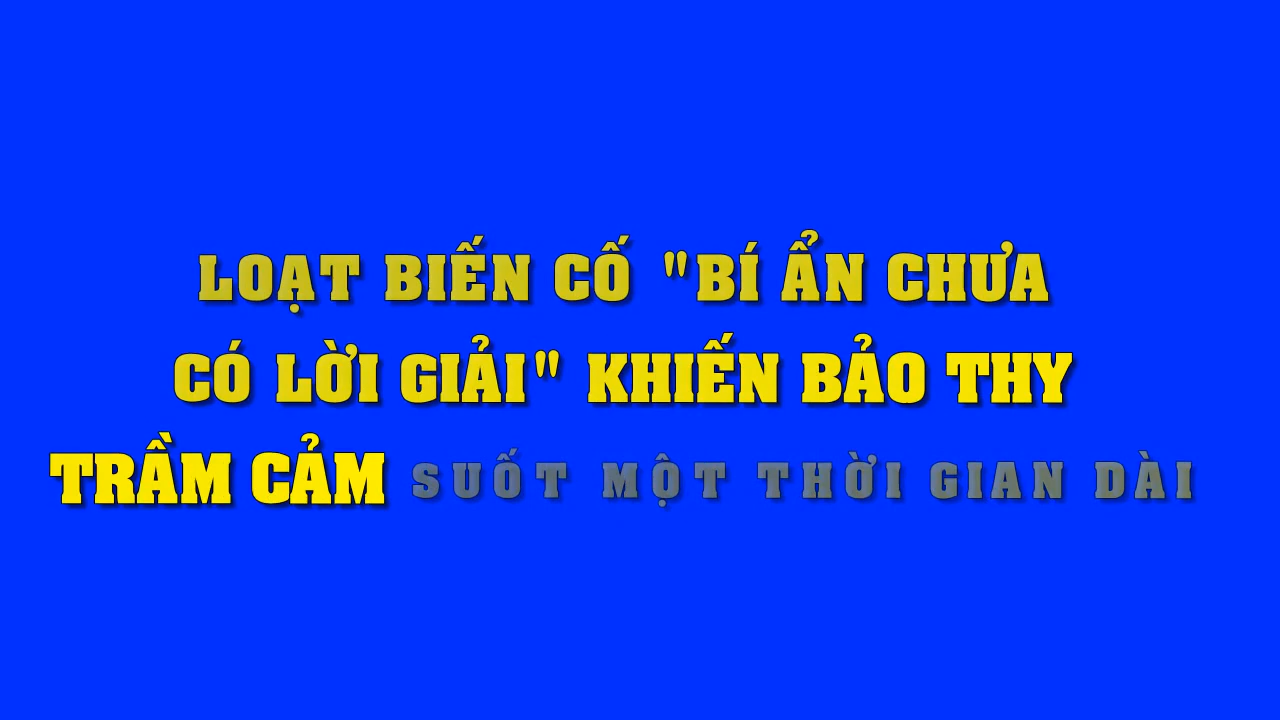 LOẠT BIẾN CỐ "BÍ ẨN CHƯA
CÓ LỜI GIẢI" KHIẾN BẢO THY
TRẦM CẢM SUỐT MỘT THỜI GIAN DÀI